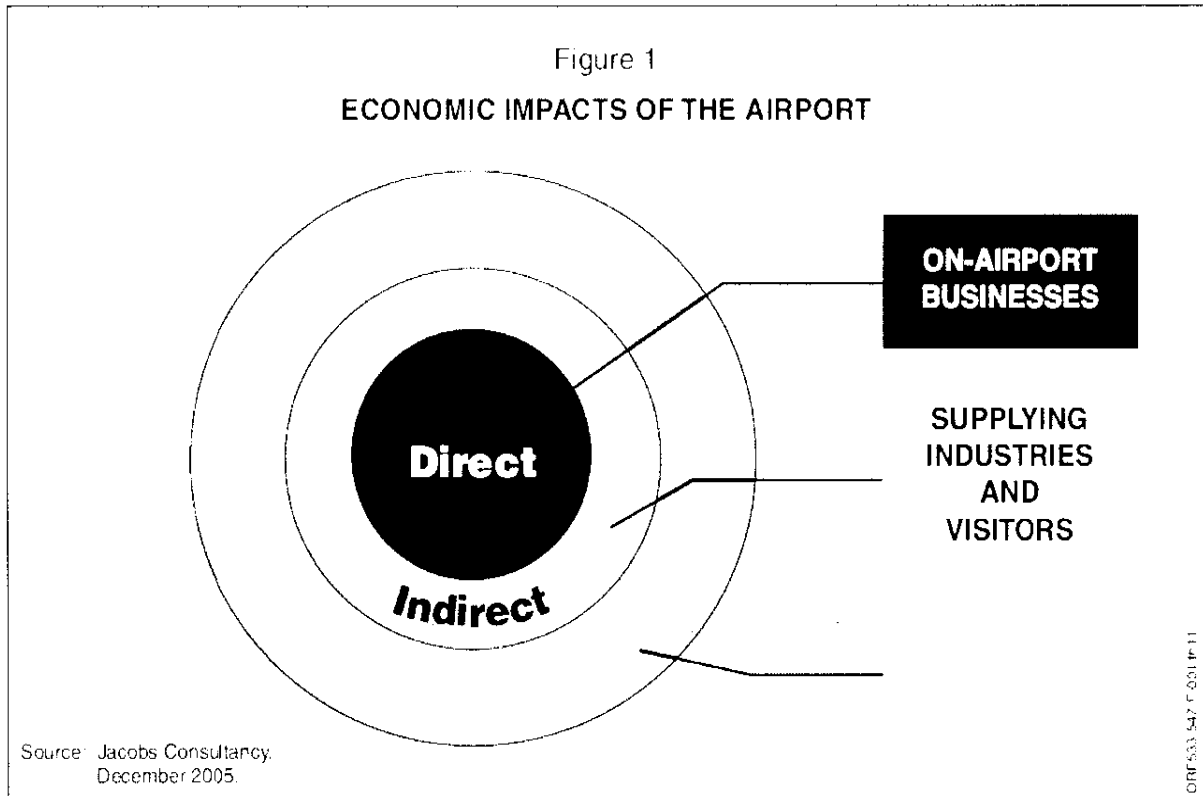 Figure 1
ECONOMIC IMPACTS OF THE AIRPORT
ON-AIRPORT
BUSINESSES
Direct
SUPPLYING
INDUSTRIES
AND
VISITORS
Indirect
Source: Jacobs Consultancy.
December 2005.